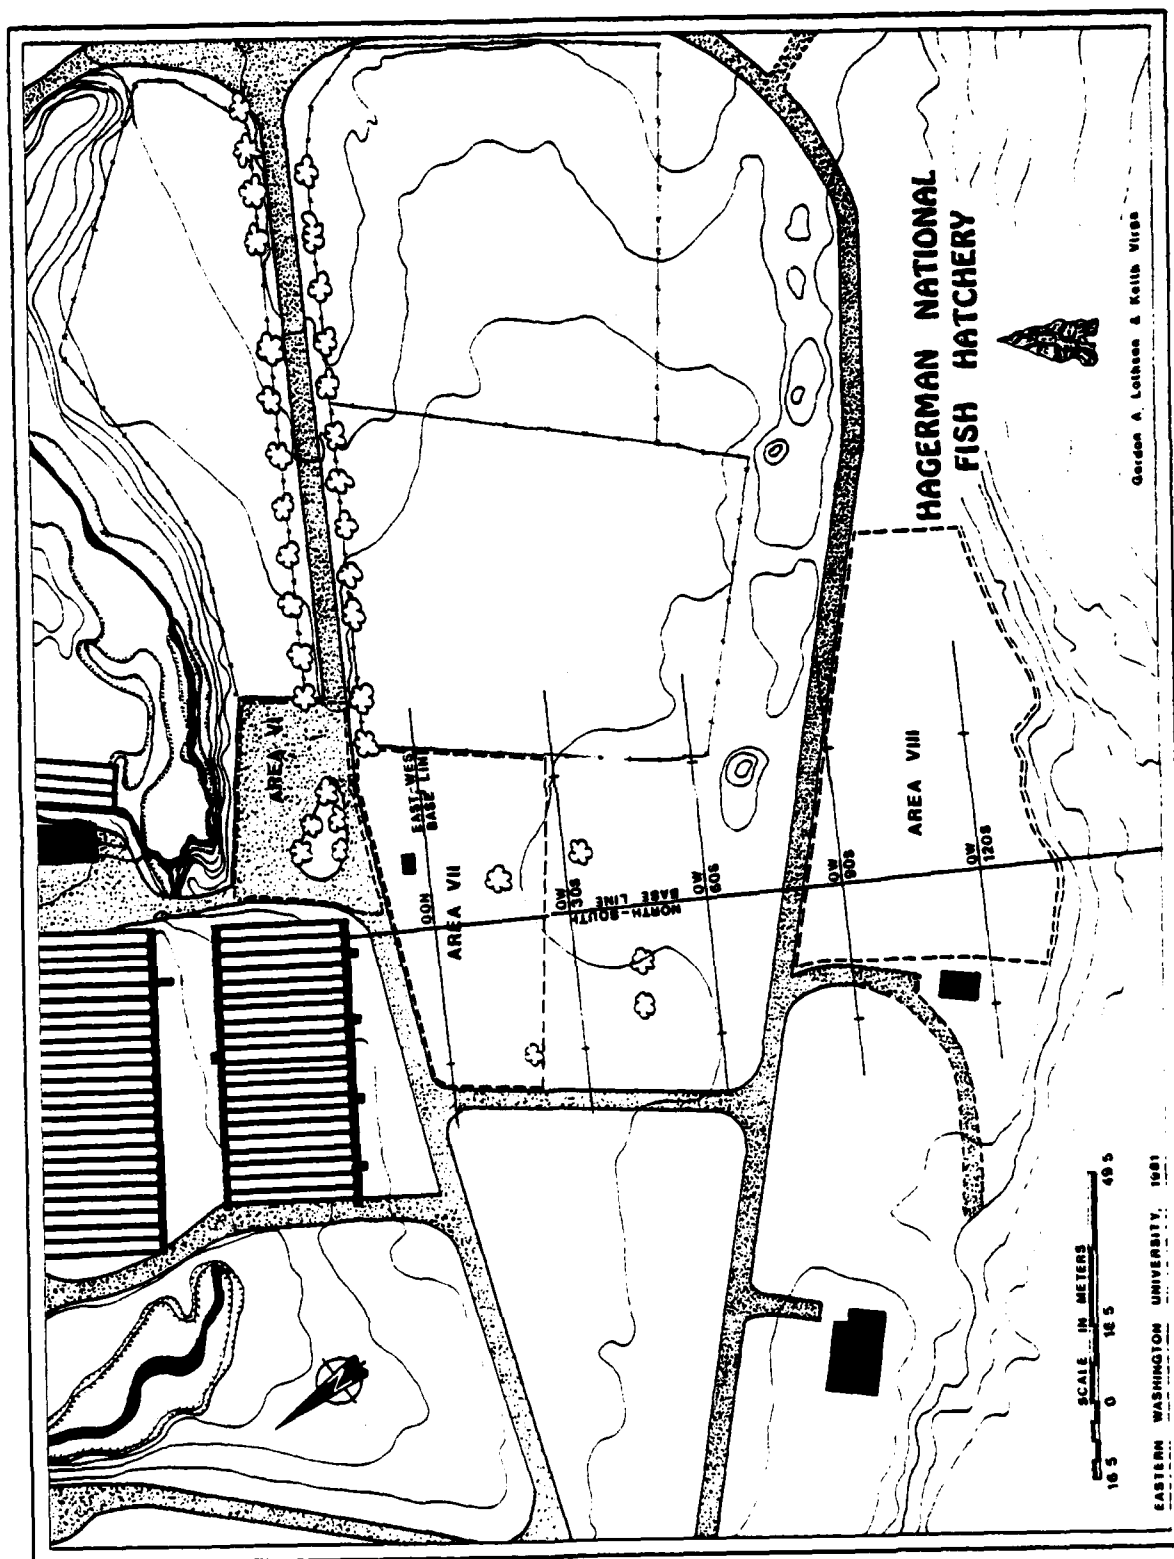 HAGERMAN NATIONAL
FISH HATCHERY
Gordon A. Lothson & Keith Virga
AREA VI
EAST-WEST
BASE LINE
AREA VII
00N
0W
30S
NORTH-SOUTH
BASE LINE
0W
60S
0W
90S
AREA VIII
0W
120S
SCALE IN METERS
16.5 0 16.5 49.5
EASTERN WASHINGTON UNIVERSITY, 1981